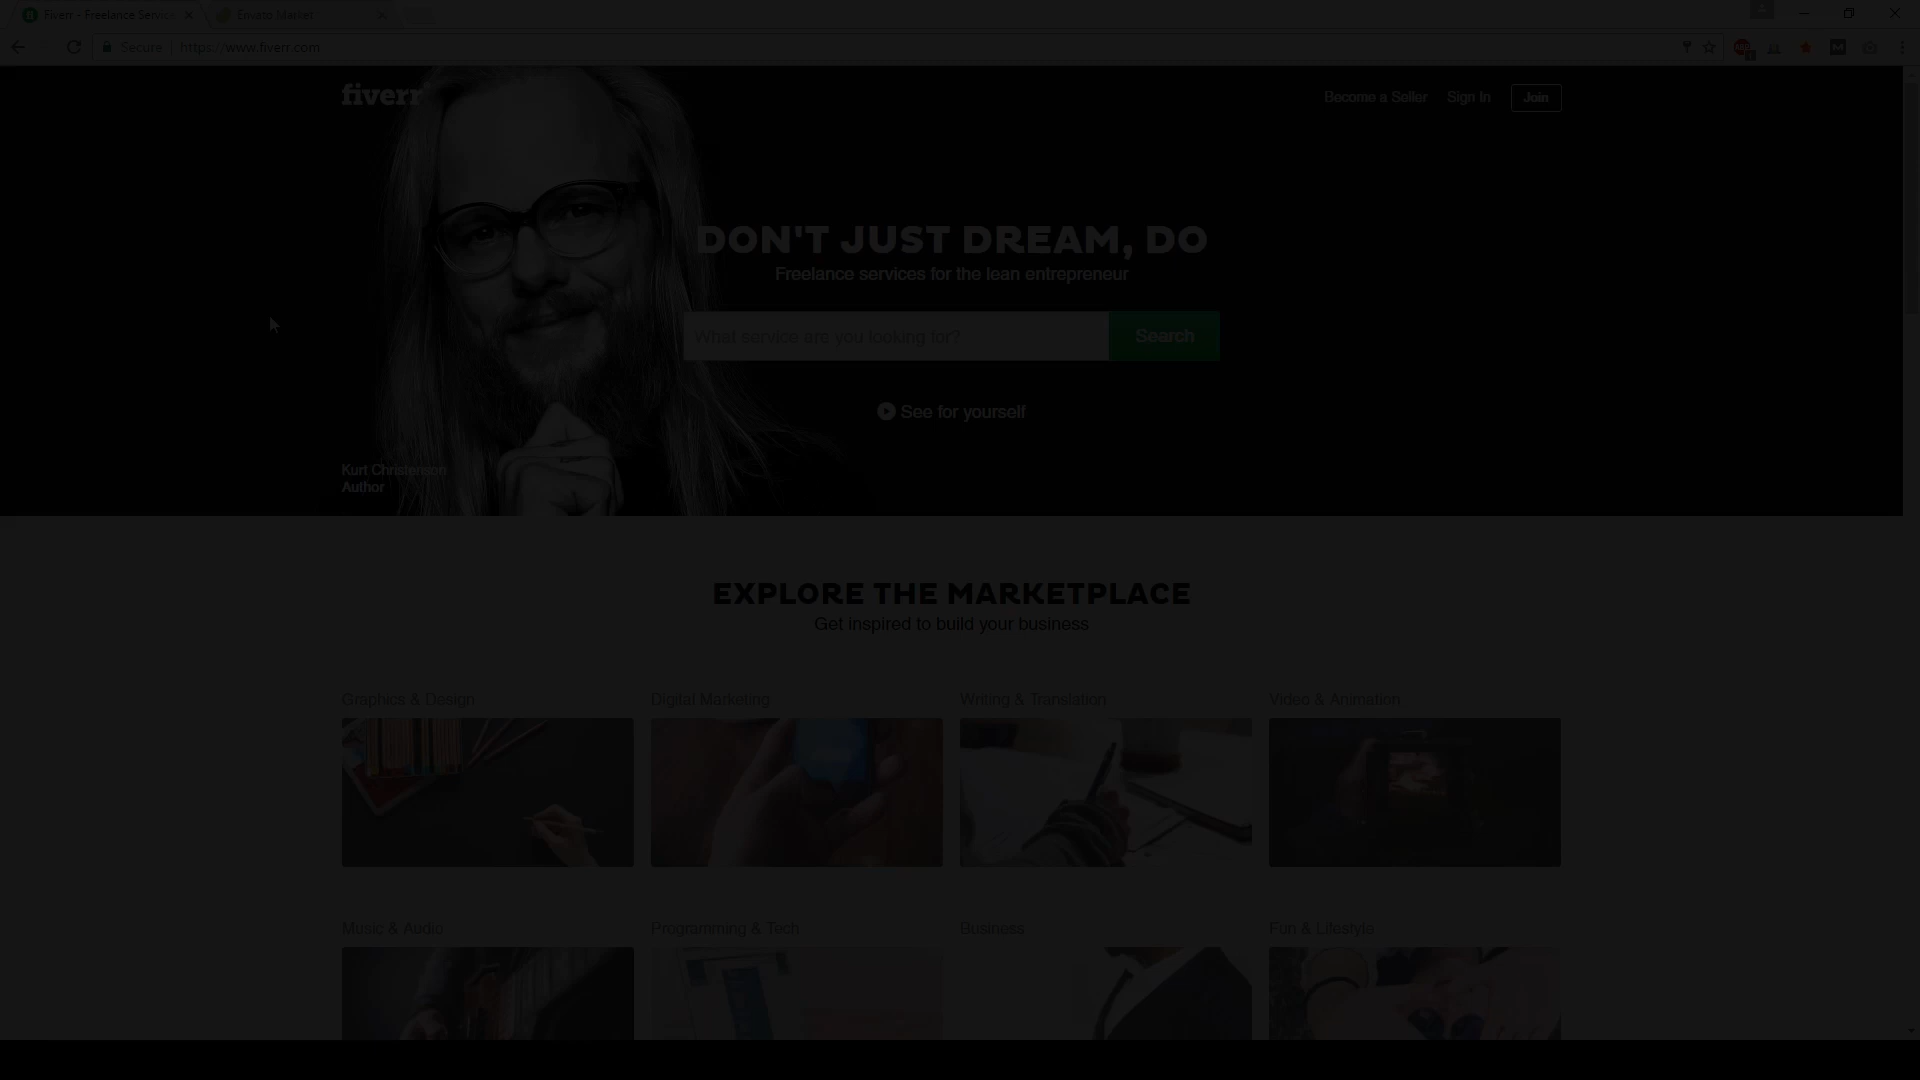 Fiverr - Freelance Service
Envato Market
Secure
https://www.fiverr.com
fiverr
Become a Seller
Sign In
Join
DON'T JUST DREAM, DO
Freelance services for the lean entrepreneur
What service are you looking for?
Search
See for yourself
Kurt Christensen
Author
EXPLORE THE MARKETPLACE
Get inspired to build your business
Graphics & Design
Digital Marketing
Writing & Translation
Video & Animation
Music & Audio
Programming & Tech
Business
Fun & Lifestyle